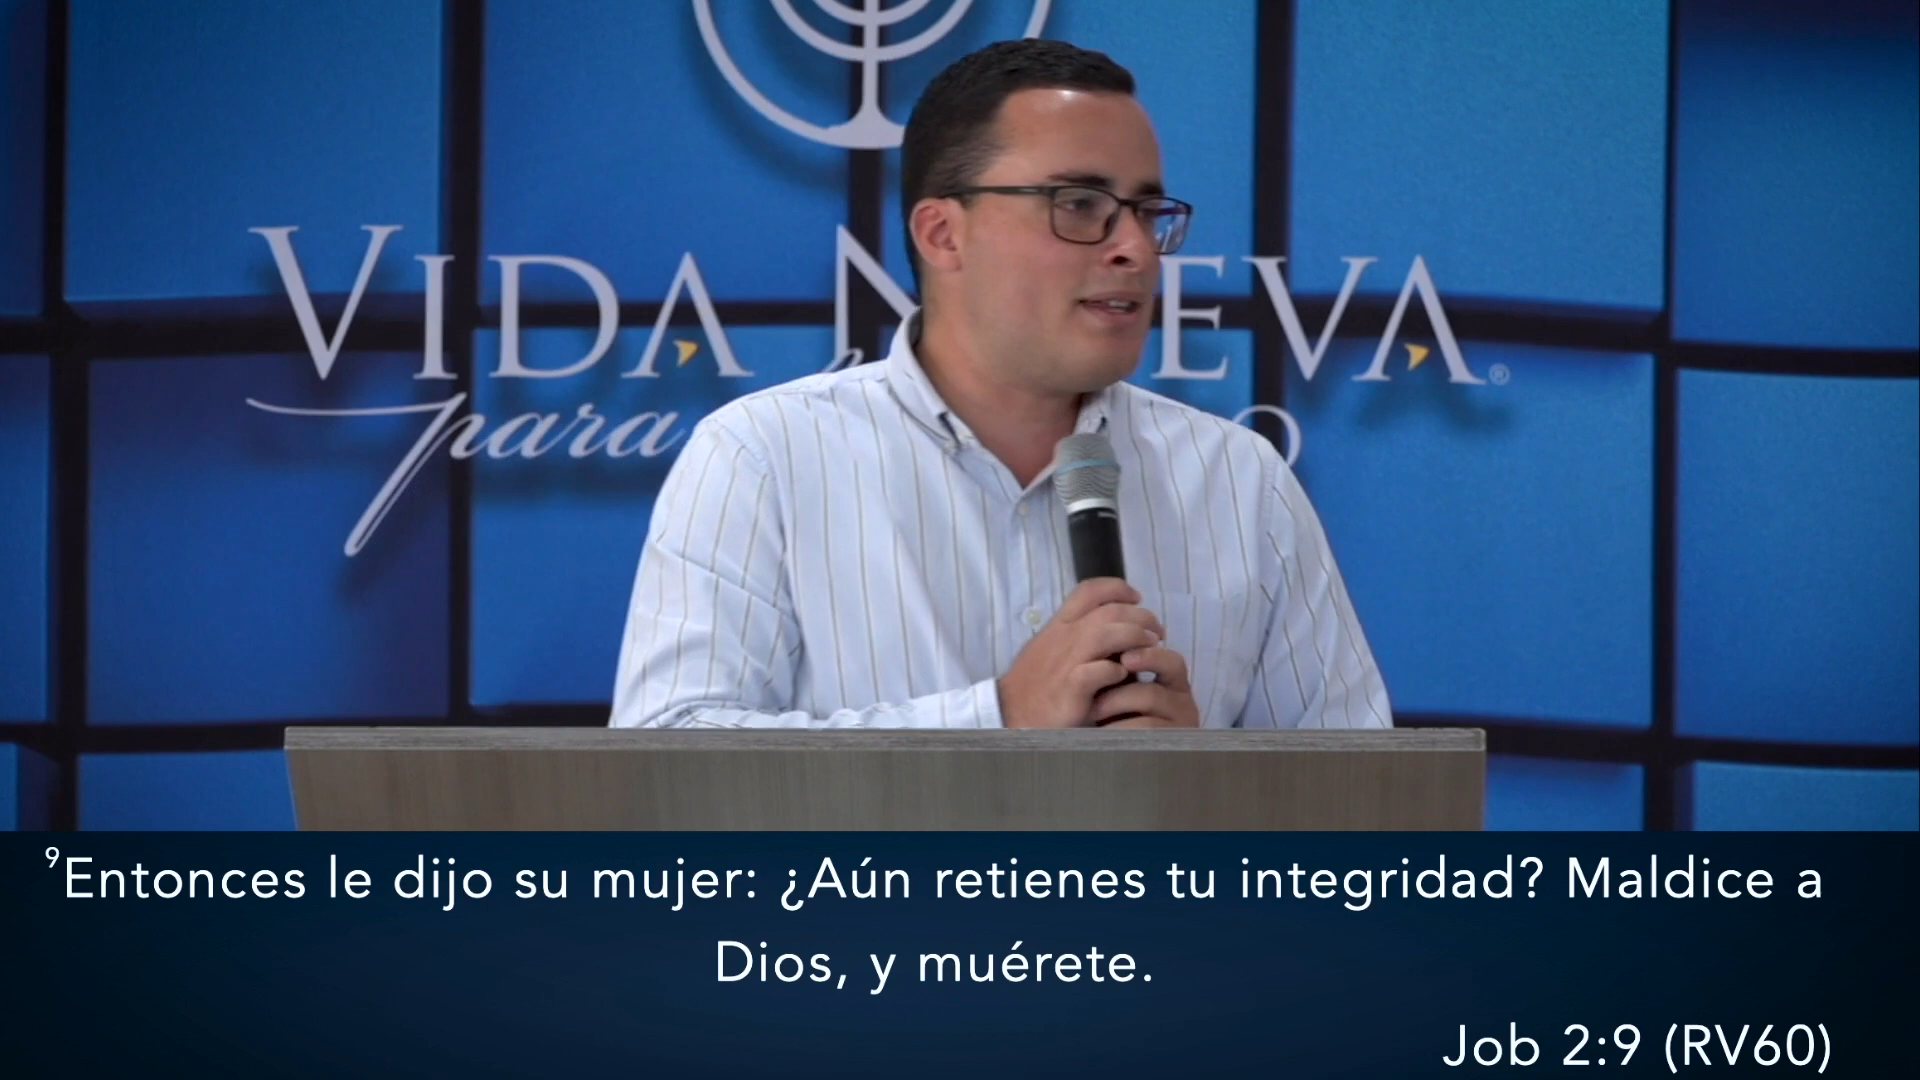 VIDA EVA®
para
⁹Entonces le dijo su mujer: ¿Aún retienes tu integridad? Maldice a
Dios, y muérete.
Job 2:9 (RV60)